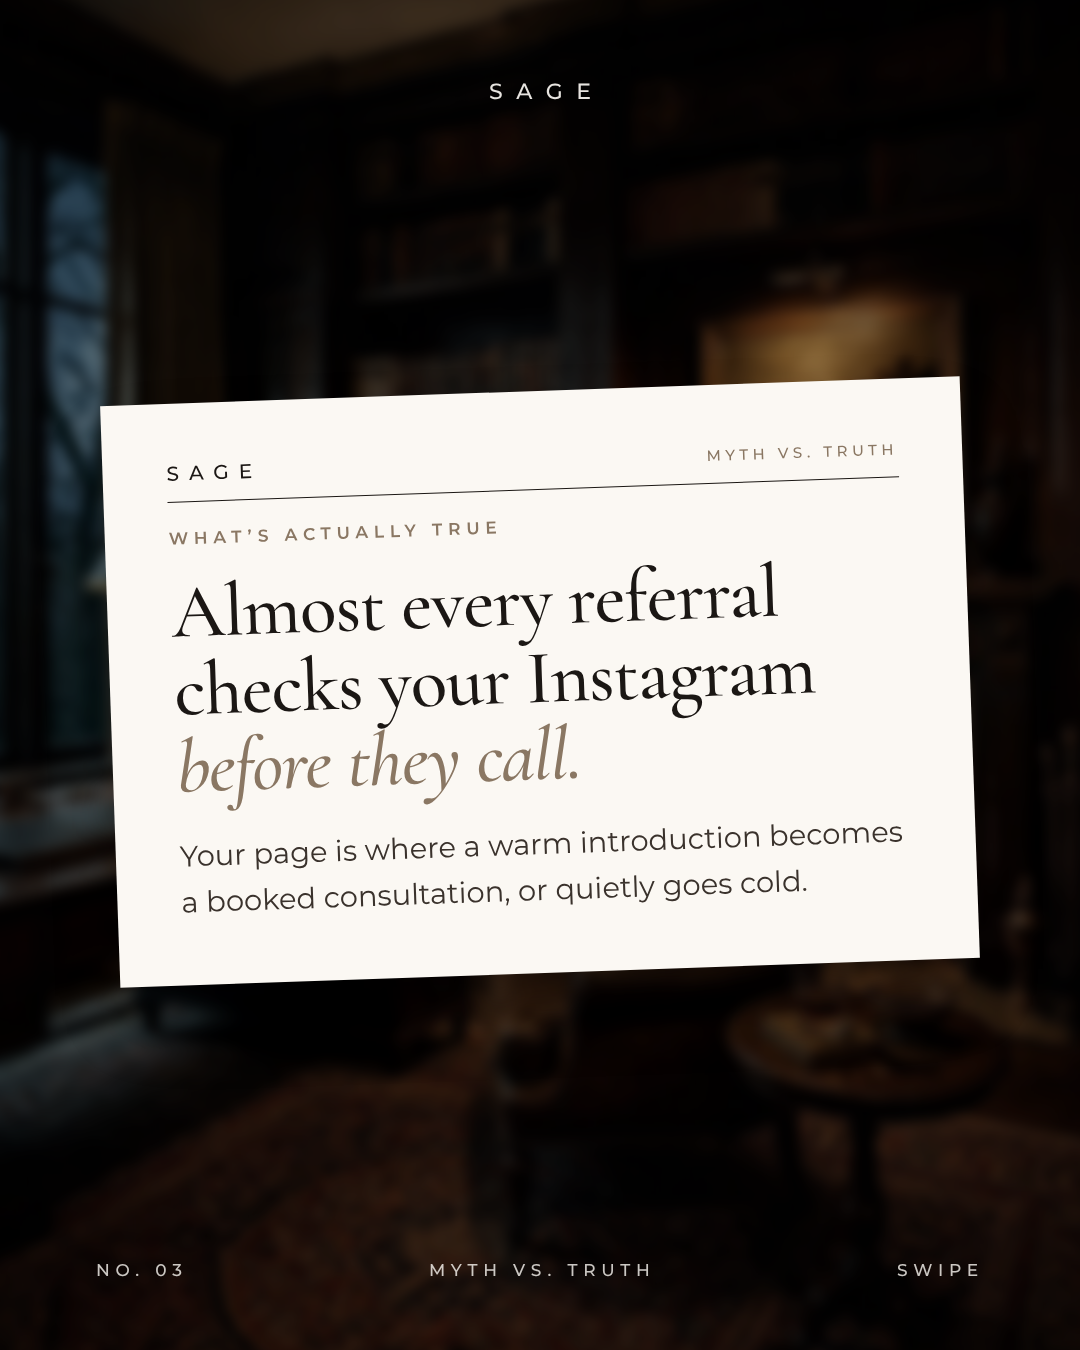 SAGE
SAGE
MYTH VS. TRUTH
WHAT’S ACTUALLY TRUE
Almost every referral
checks your Instagram
before they call.
Your page is where a warm introduction becomes
a booked consultation, or quietly goes cold.
NO. 03
MYTH VS. TRUTH
SWIPE